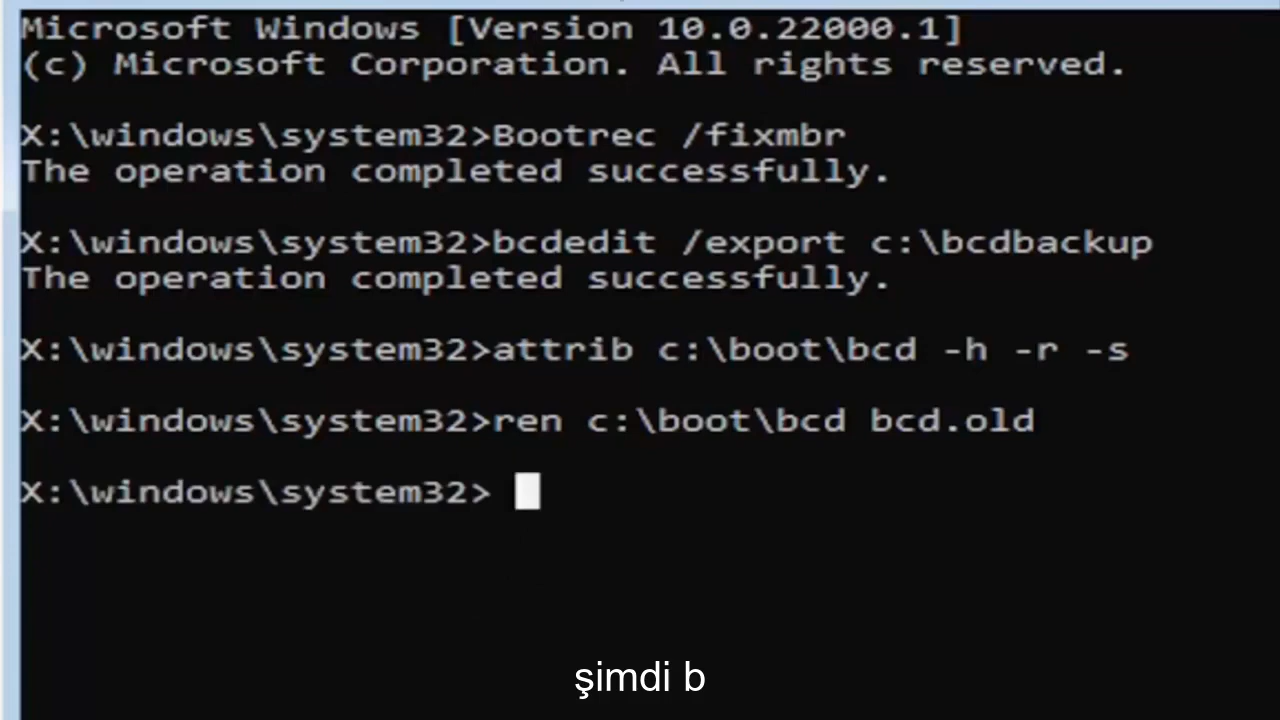 Microsoft Windows [Version 10.0.22000.1]
(c) Microsoft Corporation. All rights reserved.
X:\windows\system32>Bootrec /fixmbr
The operation completed successfully.
X:\windows\system32>bcdedit /export c:\bcdbackup
The operation completed successfully.
X:\windows\system32>attrib c:\boot\bcd -h -r -s
X:\windows\system32>ren c:\boot\bcd bcd.old
X:\windows\system32>
şimdi b